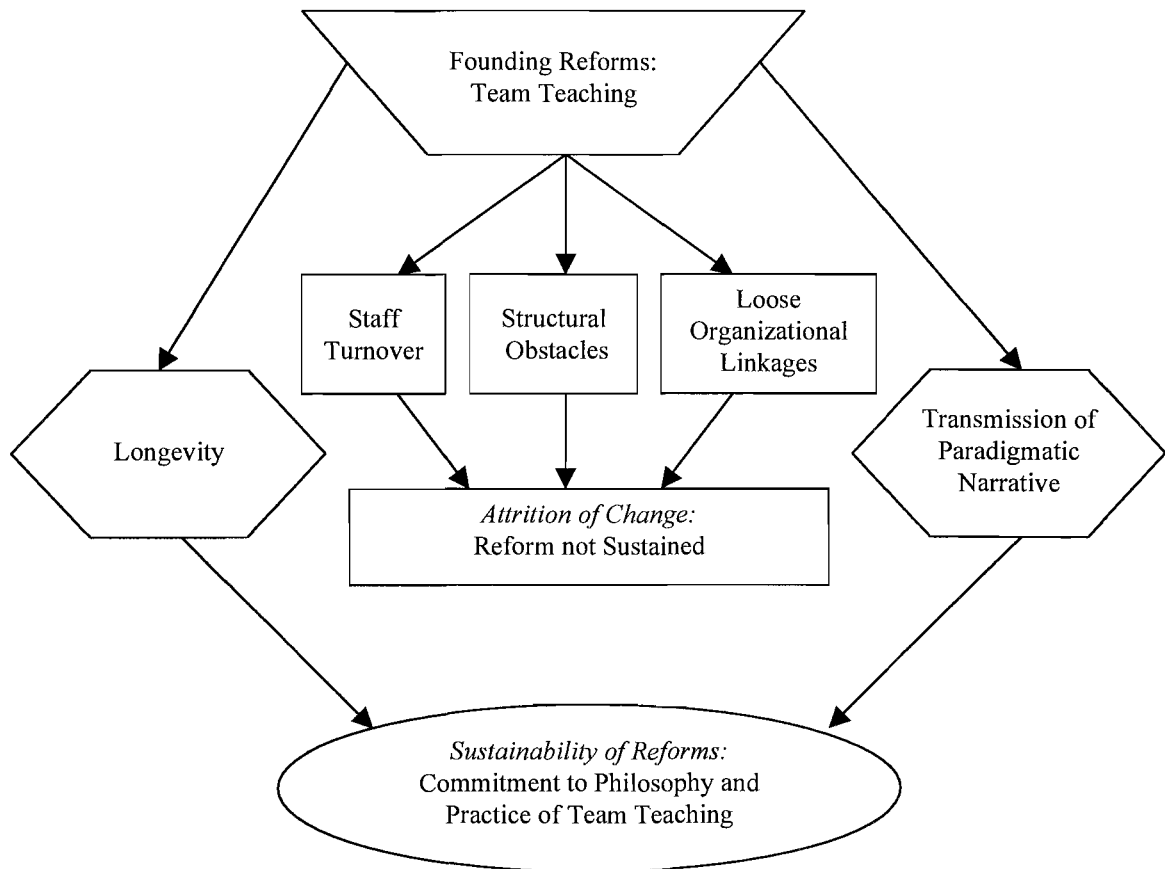 Founding Reforms:
Team Teaching
Staff
Turnover
Structural
Obstacles
Loose
Organizational
Linkages
Longevity
Transmission of
Paradigmatic
Narrative
Attrition of Change:
Reform not Sustained
Sustainability of Reforms:
Commitment to Philosophy and
Practice of Team Teaching